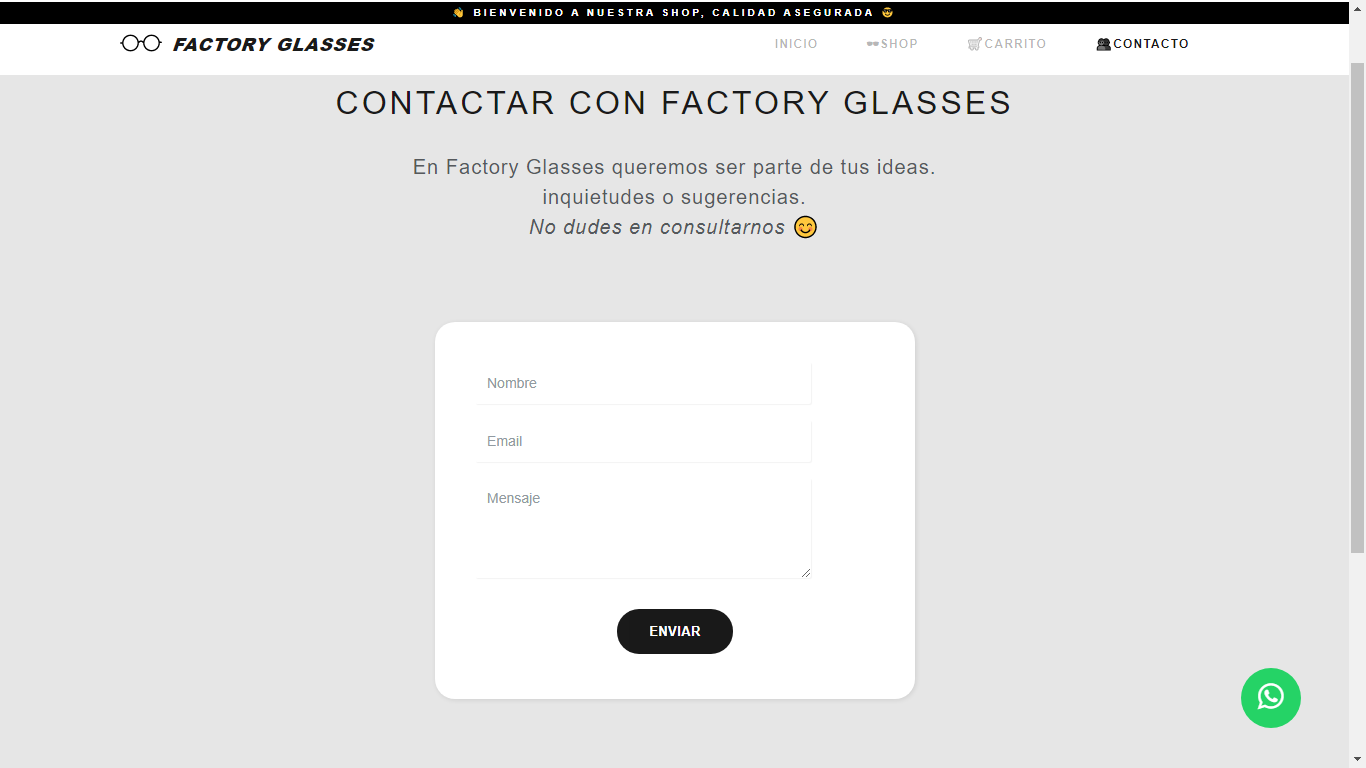 👋 BIENVENIDO A NUESTRA SHOP, CALIDAD ASEGURADA 🤓
FACTORY GLASSES
INICIO
🕶SHOP
🛒CARRITO
CONTACTO
CONTACTAR CON FACTORY GLASSES
En Factory Glasses queremos ser parte de tus ideas.
inquietudes o sugerencias.
No dudes en consultarnos 😊
Nombre
Email
Mensaje
ENVIAR